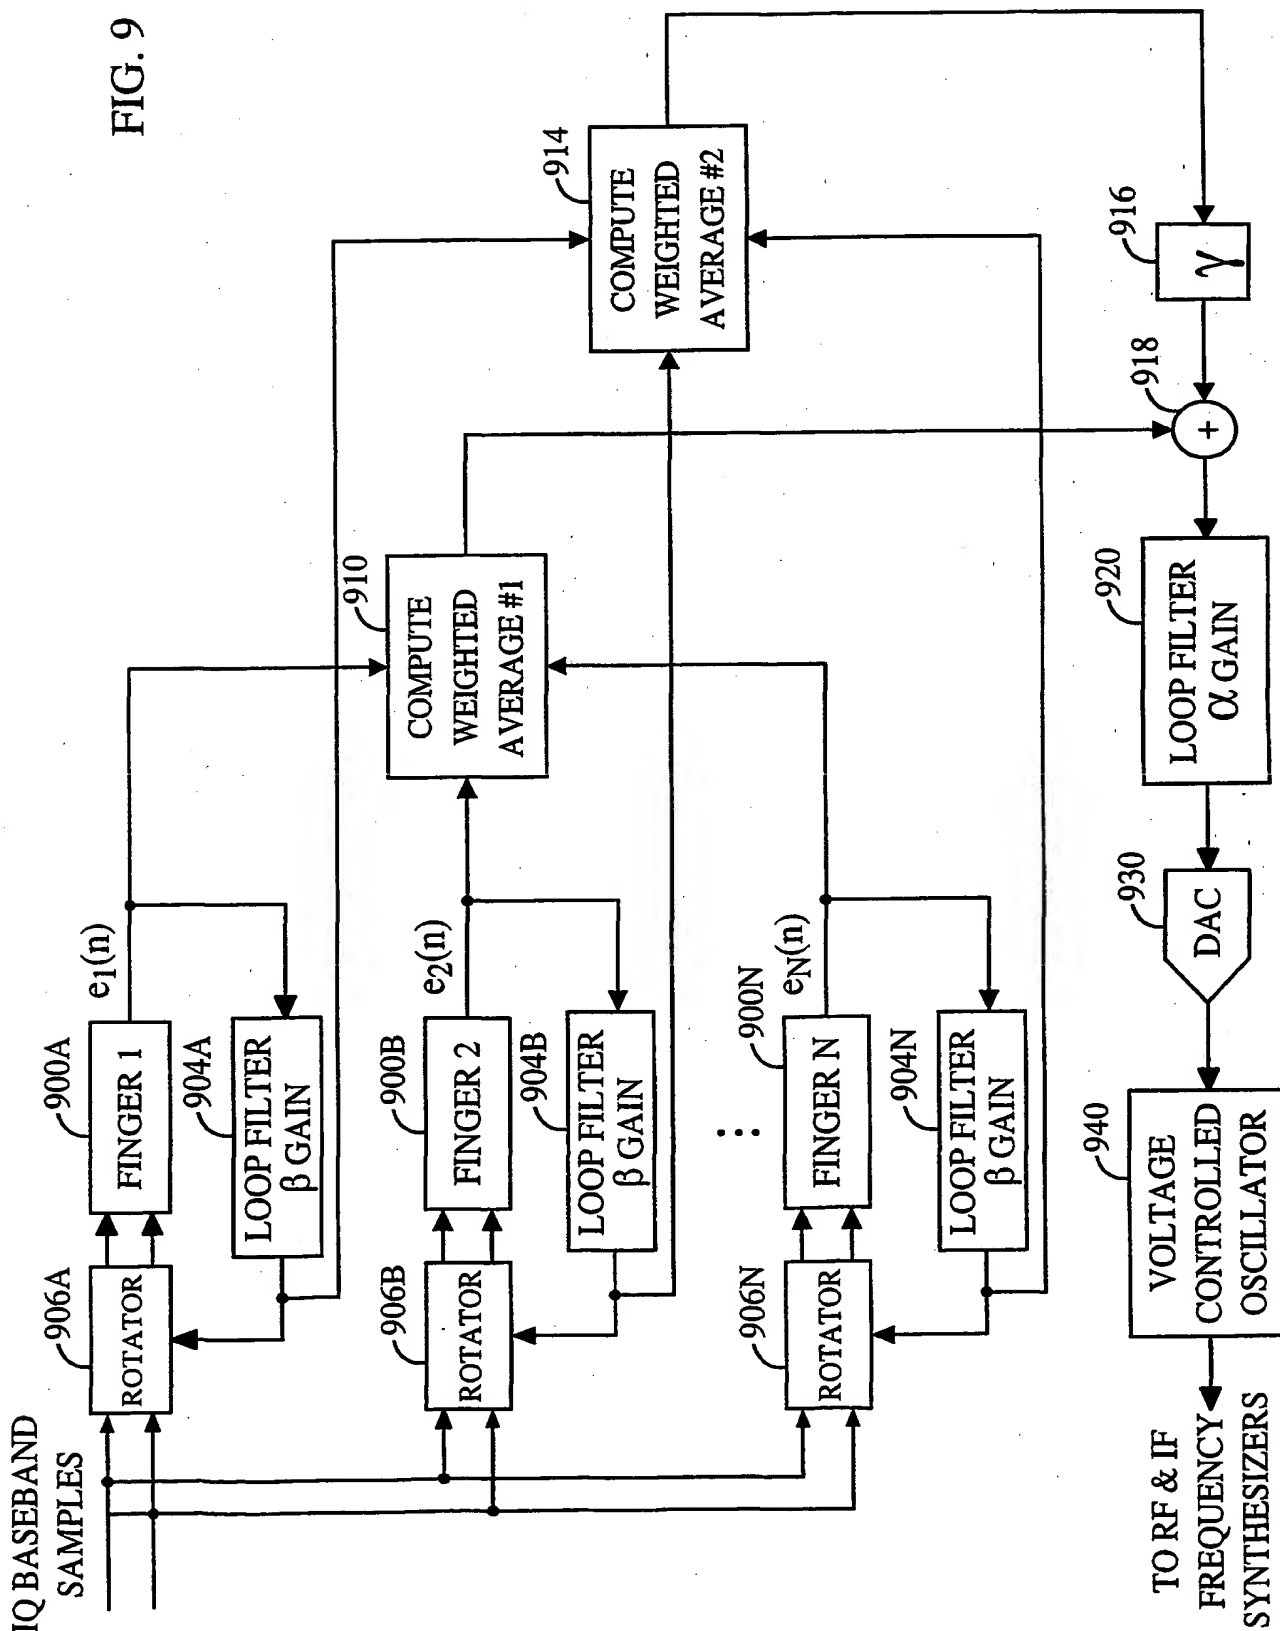 FIG. 9
IQ BASEBAND
SAMPLES
906A
ROTATOR
900A
FINGER 1
e1(n)
904A
LOOP FILTER
β GAIN
906B
ROTATOR
900B
FINGER 2
e2(n)
904B
LOOP FILTER
β GAIN
...
906N
ROTATOR
900N
FINGER N
eN(n)
904N
LOOP FILTER
β GAIN
910
COMPUTE
WEIGHTED
AVERAGE #1
914
COMPUTE
WEIGHTED
AVERAGE #2
916
γ
918
+
920
LOOP FILTER
α GAIN
930
DAC
940
VOLTAGE
CONTROLLED
OSCILLATOR
TO RF & IF
FREQUENCY
SYNTHESIZERS